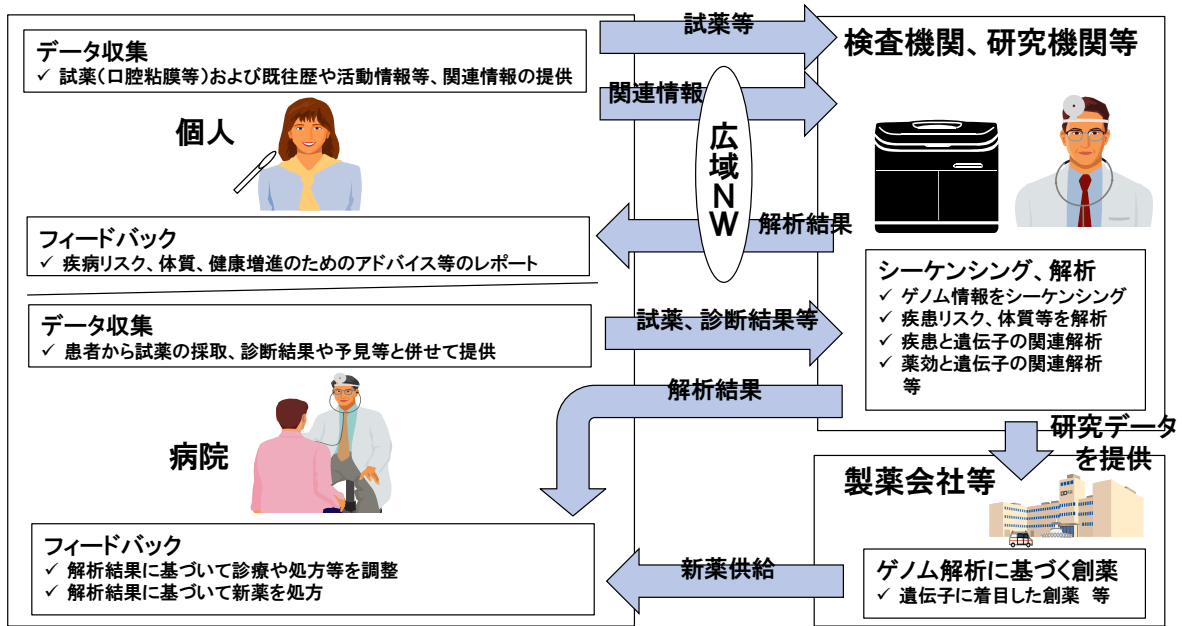 データ収集
✓ 試薬（口腔粘膜等）および既往歴や活動情報等、関連情報の提供
個人
フィードバック
✓ 疾病リスク、体質、健康増進のためのアドバイス等のレポート
データ収集
✓ 患者から試薬の採取、診断結果や予見等と併せて提供
病院
フィードバック
✓ 解析結果に基づいて診療や処方等を調整
✓ 解析結果に基づいて新薬を処方
試薬等
関連情報
広域NW
解析結果
試薬、診断結果等
解析結果
新薬供給
検査機関、研究機関等
シーケンシング、解析
✓ ゲノム情報をシーケンシング
✓ 疾患リスク、体質等を解析
✓ 疾患と遺伝子の関連解析
✓ 薬効と遺伝子の関連解析
等
研究データ
を提供
製薬会社等
ゲノム解析に基づく創薬
✓ 遺伝子に着目した創薬 等